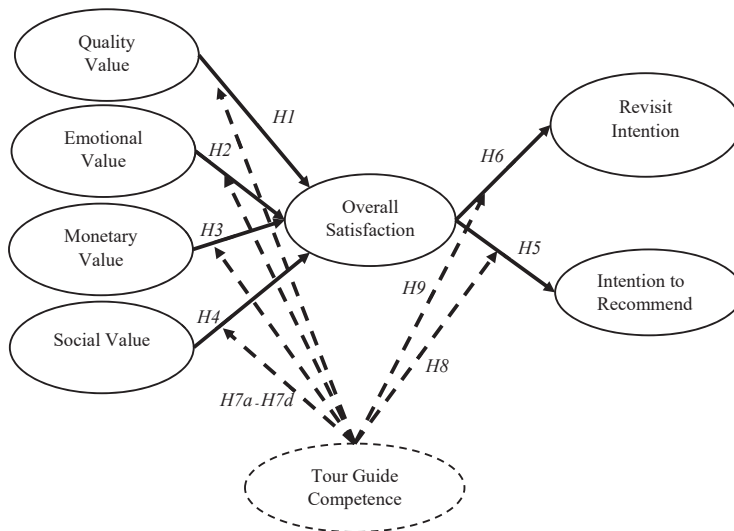 Quality
Value
H1
Emotional
Value
H2
Revisit
Intention
H6
Overall
Satisfaction
Monetary
Value
H3
H5
H9
Intention to
Recommend
Social Value
H4
H8
H7a - H7d
Tour Guide
Competence